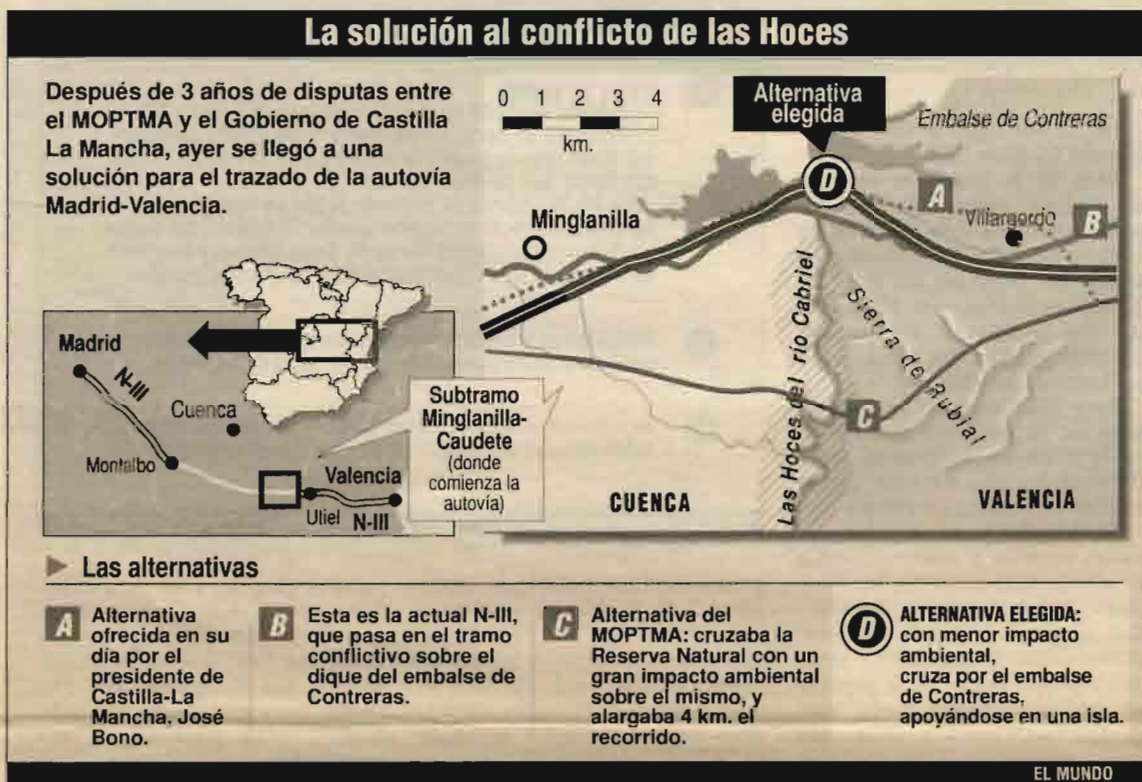 La solución al conflicto de las Hoces
Después de 3 años de disputas entre
el MOPTMA y el Gobierno de Castilla
La Mancha, ayer se llegó a una
solución para el trazado de la autovía
Madrid-Valencia.
Madrid
N-III
Cuenca
Montalbo
Valencia
Utiel
N-III
Subtramo
Minglanilla-
Caudete
(donde
comienza la
autovía)
0 1 2 3 4
km.
Alternativa
elegida
Embalse de Contreras
D
A
Villargordo
B
Minglanilla
Las Hoces del río Cabriel
Sierra de Rubial
C
CUENCA
VALENCIA
Las alternativas
A
Alternativa
ofrecida en su
día por el
presidente de
Castilla-La
Mancha, José
Bono.
B
Esta es la actual N-III,
que pasa en el tramo
conflictivo sobre el
dique del embalse de
Contreras.
C
Alternativa del
MOPTMA: cruzaba la
Reserva Natural con un
gran impacto ambiental
sobre el mismo, y
alargaba 4 km. el
recorrido.
D
ALTERNATIVA ELEGIDA:
con menor impacto
ambiental,
cruza por el embalse
de Contreras,
apoyándose en una isla.
EL MUNDO